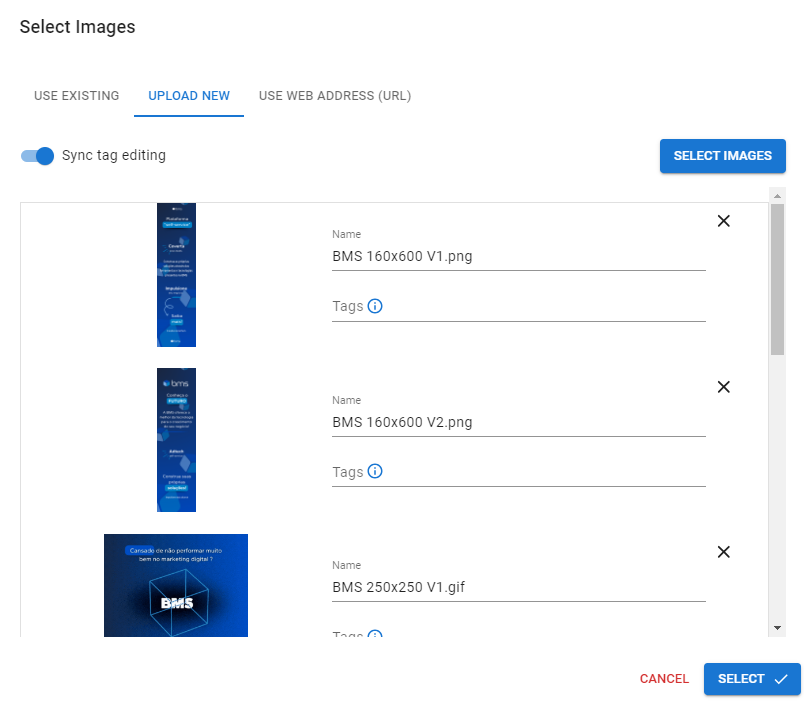 Select Images
USE EXISTING
UPLOAD NEW
USE WEB ADDRESS (URL)
Sync tag editing
SELECT IMAGES
Name
BMS 160x600 V1.png
Tags
bms
Conheça o
Name
BMS 160x600 V2.png
Tags
Cansado de não performar muito
bem no marketing digital ?
BMS
Name
BMS 250x250 V1.gif
Tags
CANCEL
SELECT